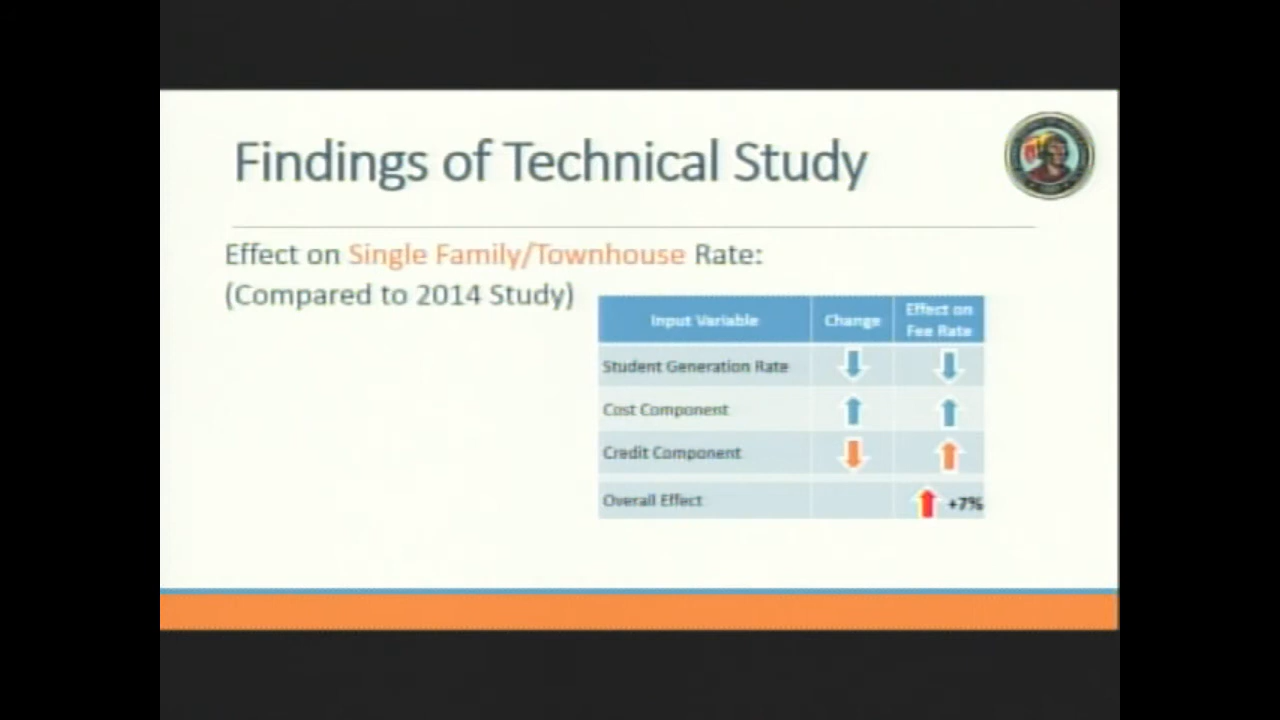 Findings of Technical Study
Effect on Single Family/Townhouse Rate:
(Compared to 2014 Study)
Input Variable Change Effect on Fee Rate
Student Generation Rate
Cost Component
Credit Component
Overall Effect +7%